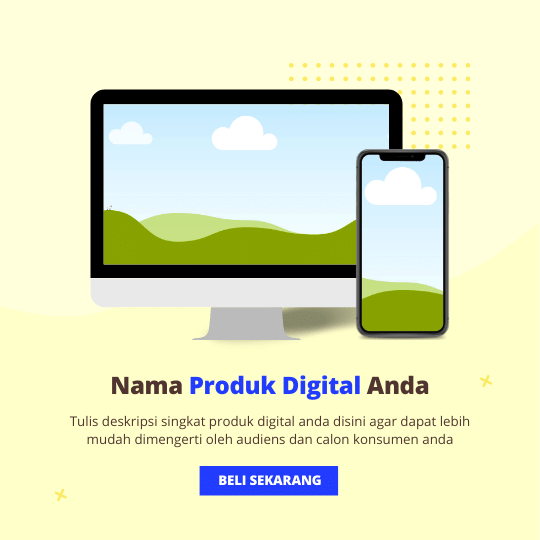 Nama Produk Digital Anda
Tulis deskripsi singkat produk digital anda disini agar dapat lebih
mudah dimengerti oleh audiens dan calon konsumen anda
BELI SEKARANG